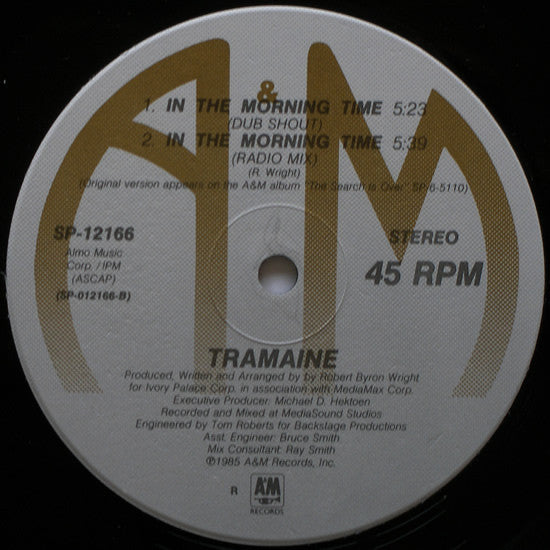 A&M
1. IN THE MORNING TIME 5:23
(DUB SHOUT)
2. IN THE MORNING TIME 5:39
(RADIO MIX)
(R. Wright)
(Original version appears on the A&M album "The Search is Over" SP 6-5110)
SP-12166
Almo Music
Corp. / IPM
(ASCAP)
(SP-012166-B)
STEREO
45 RPM
TRAMAINE
Produced, Written and Arranged by by Robert Byron Wright
for Ivory Palace Corp. in association with MediaMax Corp.
Executive Producer: Michael D. Hektoen
Recorded and Mixed at MediaSound Studios
Engineered by Tom Roberts for Backstage Productions
Asst. Engineer: Bruce Smith
Mix Consultant: Ray Smith
℗1985 A&M Records, Inc.
R
A&M
RECORDS